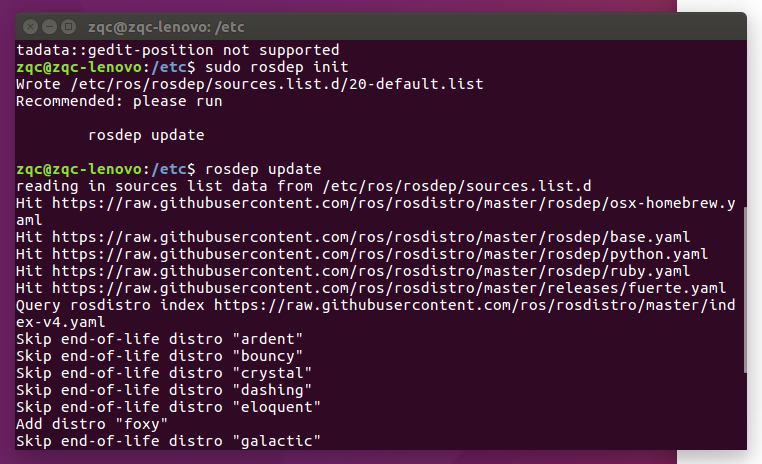 zqc@zqc-lenovo: /etc
tadata::gedit-position not supported
zqc@zqc-lenovo:/etc$ sudo rosdep init
Wrote /etc/ros/rosdep/sources.list.d/20-default.list
Recommended: please run
rosdep update
zqc@zqc-lenovo:/etc$ rosdep update
reading in sources list data from /etc/ros/rosdep/sources.list.d
Hit https://raw.githubusercontent.com/ros/rosdistro/master/rosdep/osx-homebrew.y
aml
Hit https://raw.githubusercontent.com/ros/rosdistro/master/rosdep/base.yaml
Hit https://raw.githubusercontent.com/ros/rosdistro/master/rosdep/python.yaml
Hit https://raw.githubusercontent.com/ros/rosdistro/master/rosdep/ruby.yaml
Hit https://raw.githubusercontent.com/ros/rosdistro/master/releases/fuerte.yaml
Query rosdistro index https://raw.githubusercontent.com/ros/rosdistro/master/ind
ex-v4.yaml
Skip end-of-life distro "ardent"
Skip end-of-life distro "bouncy"
Skip end-of-life distro "crystal"
Skip end-of-life distro "dashing"
Skip end-of-life distro "eloquent"
Add distro "foxy"
Skip end-of-life distro "galactic"